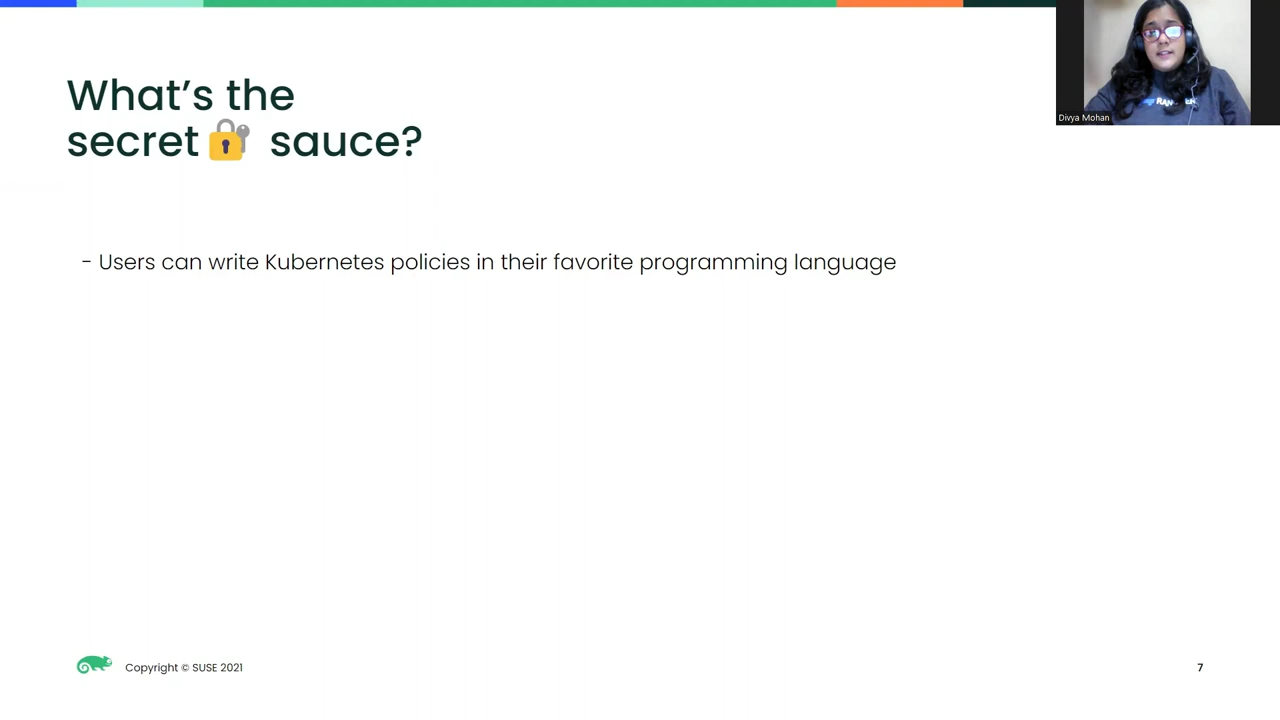 What's the
secret 🔐 sauce?
- Users can write Kubernetes policies in their favorite programming language
Divya Mohan
Copyright © SUSE 2021
7